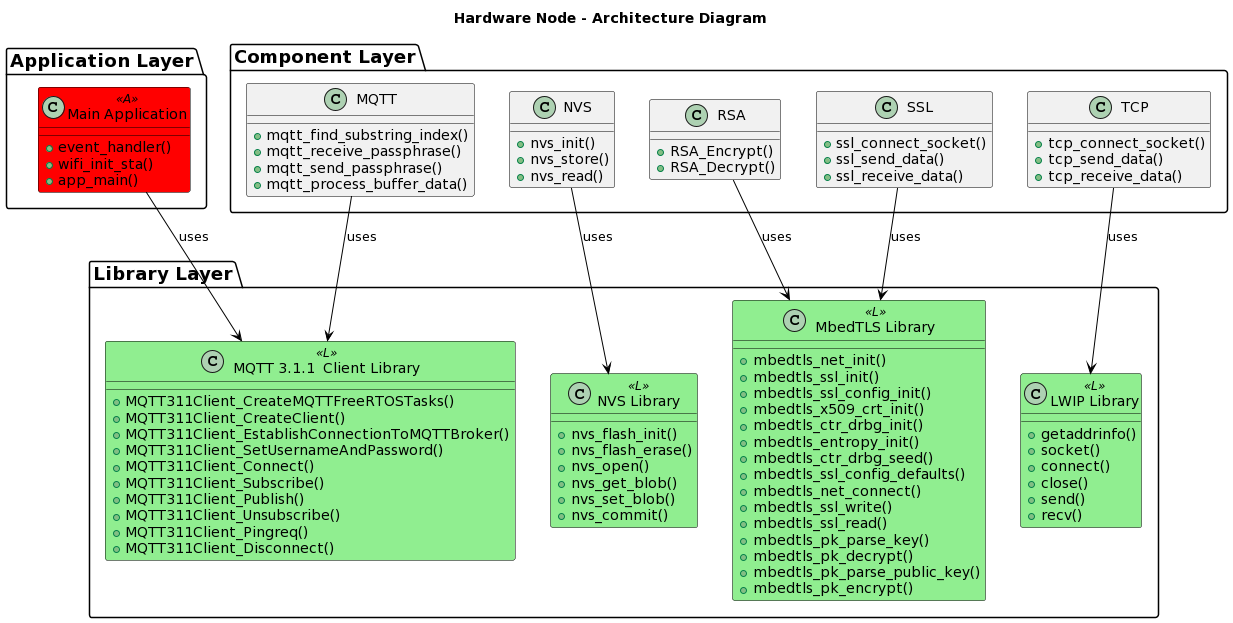 Hardware Node - Architecture Diagram
Application Layer
«A»
C
Main Application
event_handler()
wifi_init_sta()
app_main()
Component Layer
C
MQTT
mqtt_find_substring_index()
mqtt_receive_passphrase()
mqtt_send_passphrase()
mqtt_process_buffer_data()
C
NVS
nvs_init()
nvs_store()
nvs_read()
C
RSA
RSA_Encrypt()
RSA_Decrypt()
C
SSL
ssl_connect_socket()
ssl_send_data()
ssl_receive_data()
C
TCP
tcp_connect_socket()
tcp_send_data()
tcp_receive_data()
uses
uses
uses
uses
uses
uses
Library Layer
«L»
C
MQTT 3.1.1  Client Library
MQTT311Client_CreateMQTTFreeRTOSTasks()
MQTT311Client_CreateClient()
MQTT311Client_EstablishConnectionToMQTTBroker()
MQTT311Client_SetUsernameAndPassword()
MQTT311Client_Connect()
MQTT311Client_Subscribe()
MQTT311Client_Publish()
MQTT311Client_Unsubscribe()
MQTT311Client_Pingreq()
MQTT311Client_Disconnect()
«L»
C
NVS Library
nvs_flash_init()
nvs_flash_erase()
nvs_open()
nvs_get_blob()
nvs_set_blob()
nvs_commit()
«L»
C
MbedTLS Library
mbedtls_net_init()
mbedtls_ssl_init()
mbedtls_ssl_config_init()
mbedtls_x509_crt_init()
mbedtls_ctr_drbg_init()
mbedtls_entropy_init()
mbedtls_ctr_drbg_seed()
mbedtls_ssl_config_defaults()
mbedtls_net_connect()
mbedtls_ssl_write()
mbedtls_ssl_read()
mbedtls_pk_parse_key()
mbedtls_pk_decrypt()
mbedtls_pk_parse_public_key()
mbedtls_pk_encrypt()
«L»
C
LWIP Library
getaddrinfo()
socket()
connect()
close()
send()
recv()